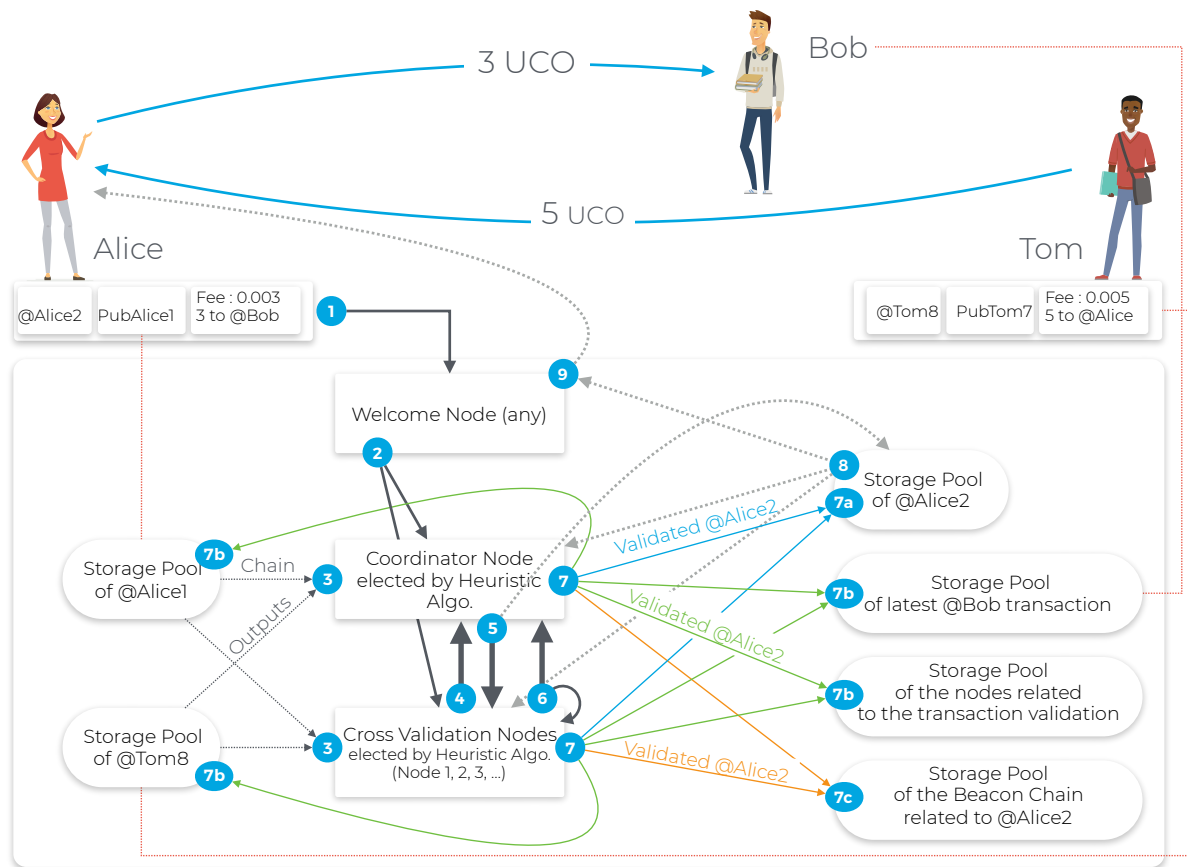 3 UCO
Bob
5 UCO
Alice
Tom
@Alice2
PubAlice1
Fee : 0.003
3 to @Bob
1
@Tom8
PubTom7
Fee : 0.005
5 to @Alice
9
Welcome Node (any)
2
8
Storage Pool
of @Alice2
7a
Validated @Alice2
7b
Storage Pool
of @Alice1
Chain
3
Coordinator Node
elected by Heuristic
Algo.
7
7b
Storage Pool
of latest @Bob transaction
Outputs
5
Validated @Alice2
4
6
7b
Storage Pool
of the nodes related
to the transaction validation
Storage Pool
of @Tom8
7b
3
Cross Validation Nodes
elected by Heuristic Algo.
(Node 1, 2, 3, ...)
7
Validated @Alice2
7c
Storage Pool
of the Beacon Chain
related to @Alice2